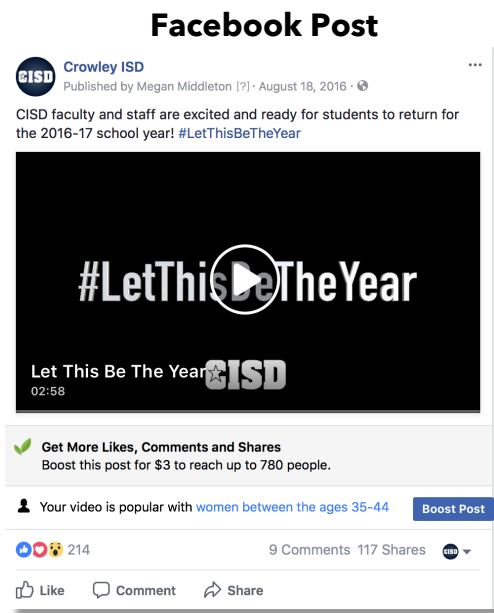 Facebook Post
CISD
Crowley ISD
Published by Megan Middleton [?] · August 18, 2016 ·
CISD faculty and staff are excited and ready for students to return for
the 2016-17 school year! #LetThisBeTheYear
#LetThisBeTheYear
Let This Be The Year
CISD
02:58
Get More Likes, Comments and Shares
Boost this post for $3 to reach up to 780 people.
Your video is popular with women between the ages 35-44
Boost Post
214
9 Comments 117 Shares
CISD
Like
Comment
Share